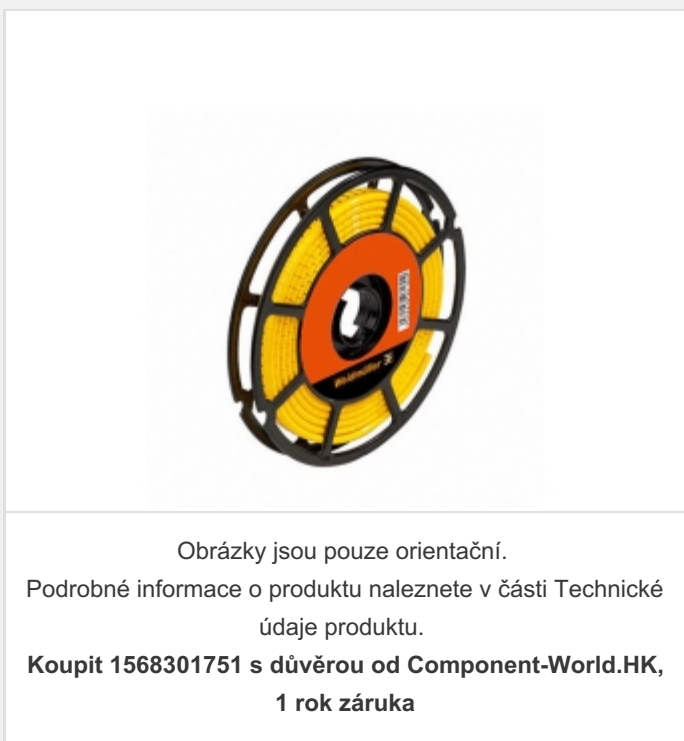 Weidmüller
Obrázky jsou pouze orientační.
Podrobné informace o produktu naleznete v části Technické
údaje produktu.
Koupit 1568301751 s důvěrou od Component-World.HK,
1 rok záruka